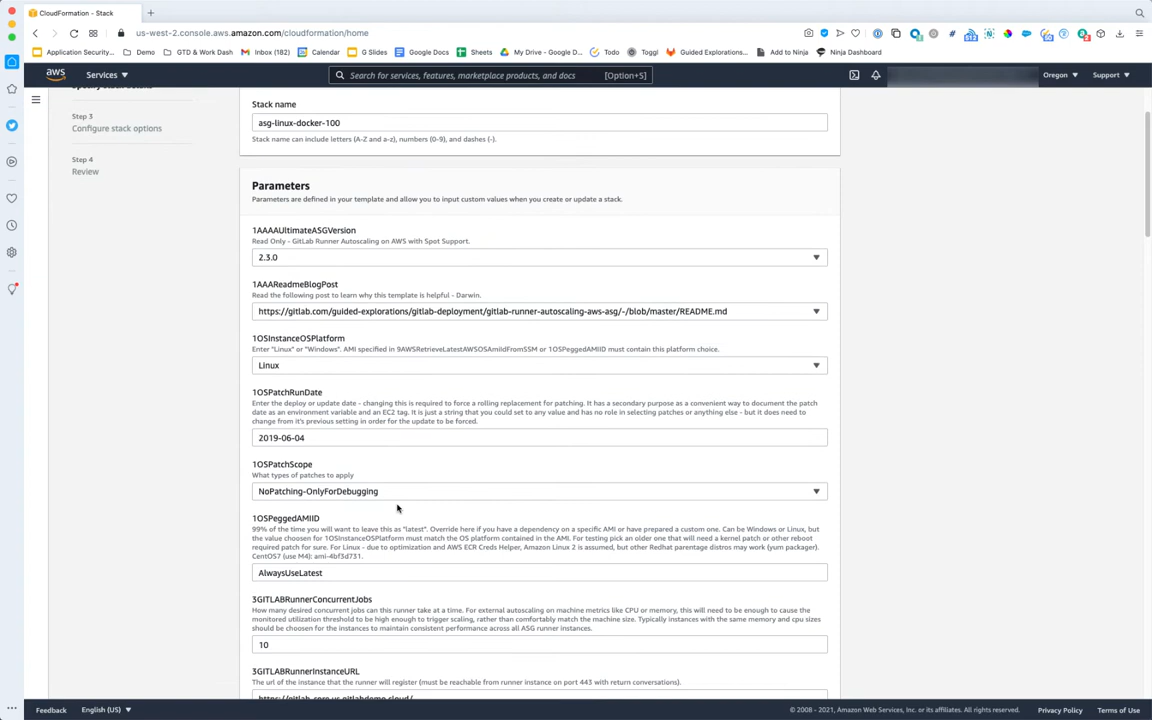 CloudFormation - Stack
us-west-2.console.aws.amazon.com/cloudformation/home
Application Security... Demo GTD & Work Dash Inbox (182) Calendar G Slides Google Docs Sheets My Drive - Google D... Todo Toggl Guided Explorations... Add to Ninja Ninja Dashboard
aws Services Search for services, features, marketplace products, and docs [Option+S] Oregon Support
Specify stack details
Step 3
Configure stack options
Step 4
Review
Stack name
asg-linux-docker-100
Stack name can include letters (A-Z and a-z), numbers (0-9), and dashes (-).
Parameters
Parameters are defined in your template and allow you to input custom values when you create or update a stack.
1AAAAUltimateASGVersion
Read Only - GitLab Runner Autoscaling on AWS with Spot Support.
2.3.0
1AAAReadmeBlogPost
Read the following post to learn why this template is helpful - Darwin.
https://gitlab.com/guided-explorations/gitlab-deployment/gitlab-runner-autoscaling-aws-asg/-/blob/master/README.md
1OSInstanceOSPlatform
Enter "Linux" or "Windows". AMI specified in 9AWSRetrieveLatestAWSOSAmiIdFromSSM or 1OSPeggedAMIID must contain this platform choice.
Linux
1OSPatchRunDate
Enter the deploy or update date - changing this is required to force a rolling replacement for patching. It has a secondary purpose as a convenient way to document the patch
date as an environment variable and an EC2 tag. It is just a string that you could set to any value and has no role in selecting patches or anything else - but it does need to
change from it's previous setting in order for the update to be forced.
2019-06-04
1OSPatchScope
What types of patches to apply
NoPatching-OnlyForDebugging
1OSPeggedAMIID
99% of the time you will want to leave this as "latest". Override here if you have a dependency on a specific AMI or have prepared a custom one. Can be Windows or Linux, but
the value choosen for 1OSInstanceOSPlatform must match the OS platform contained in the AMI. For testing pick an older one that will need a kernel patch or other reboot
required patch for sure. For Linux - due to optimization and AWS ECR Creds Helper, Amazon Linux 2 is assumed, but other Redhat parentage distros may work (yum packager).
CentOS7 (use M4): ami-4bf3d731.
AlwaysUseLatest
3GITLABRunnerConcurrentJobs
How many desired concurrent jobs can this runner take at a time. For external autoscaling on machine metrics like CPU or memory, this will need to be enough to cause the
monitored utilization threshold to be high enough to trigger scaling, rather than comfortably match the machine size. Typically instances with the same memory and cpu sizes
should be choosen for the instances to maintain consistent performance across all ASG runner instances.
10
3GITLABRunnerInstanceURL
The url of the instance that the runner will register (must be reachable from runner instance on port 443 with return conversations).
https://gitlab-core.us.gitlabdemo.cloud/
Feedback English (US) © 2008 - 2021, Amazon Web Services, Inc. or its affiliates. All rights reserved. Privacy Policy Terms of Use